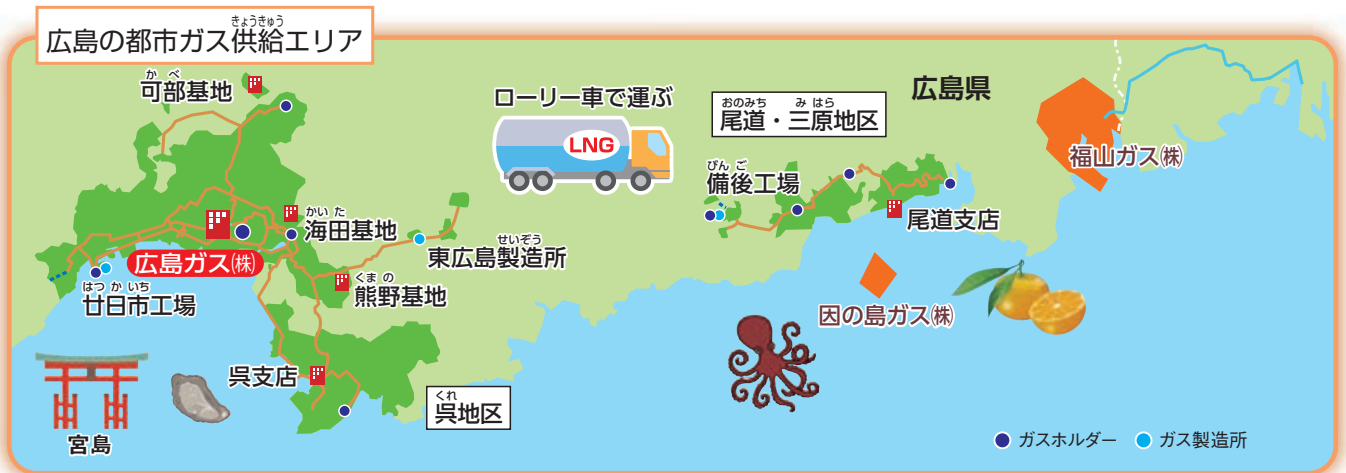 きょうきゅう
広島の都市ガス供給エリア
かべ
可部基地
ローリー車で運ぶ
LNG
おのみち みはら
尾道・三原地区
広島県
福山ガス㈱
びんご
備後工場
かいた
海田基地
尾道支店
せいぞう
東広島製造所
広島ガス㈱
くまの
熊野基地
はつかいち
廿日市工場
因の島ガス㈱
呉支店
くれ
呉地区
宮島
ガスホルダー ガス製造所